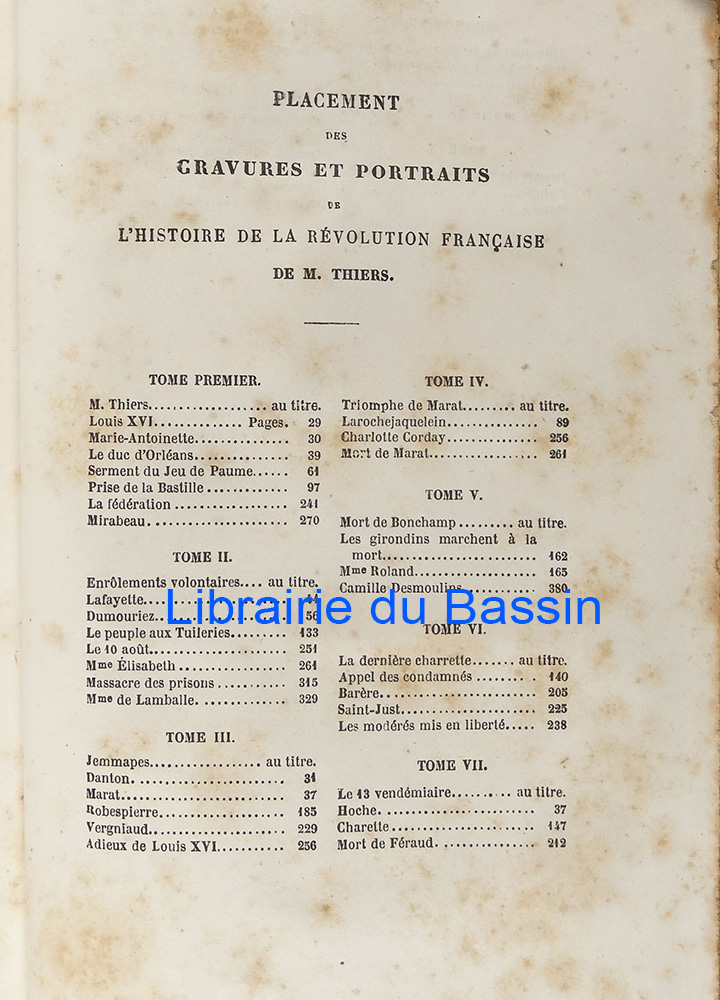 PLACEMENT
DES
GRAVURES ET PORTRAITS
DE
L'HISTOIRE DE LA RÉVOLUTION FRANÇAISE
DE M. THIERS.
TOME PREMIER.
M. Thiers.................. au titre.
Louis XVI.............. Pages. 29
Marie-Antoinette.............. 30
Le duc d'Orléans.............. 39
Serment du Jeu de Paume...... 61
Prise de la Bastille ............. 97
La fédération ................. 241
Mirabeau...................... 270
TOME II.
Enrôlements volontaires.... au titre.
Lafayette.....................
Dumouriez.................... 56
Le peuple aux Tuileries......... 133
Le 10 août..................... 251
Mme Élisabeth ................. 261
Massacre des prisons ........... 315
Mme de Lamballe. ............. 329
TOME III.
Jemmapes.................. au titre.
Danton. ....................... 31
Marat......................... 37
Robespierre................... 185
Vergniaud..................... 229
Adieux de Louis XVI........... 256
TOME IV.
Triomphe de Marat......... au titre.
Larochejaquelein............... 89
Charlotte Corday............... 256
Mort de Marat.................. 261
TOME V.
Mort de Bonchamp ......... au titre.
Les girondins marchent à la
mort......................... 162
Mme Roland.................... 165
Camille Desmoulins............ 380
TOME VI.
La dernière charrette....... au titre.
Appel des condamnés .......... 140
Barère......................... 205
Saint-Just...................... 225
Les modérés mis en liberté..... 238
TOME VII.
Le 13 vendémiaire.......... au titre.
Hoche. ........................ 37
Charette ...................... 147
Mort de Féraud. ............... 212
Librairie du Bassin